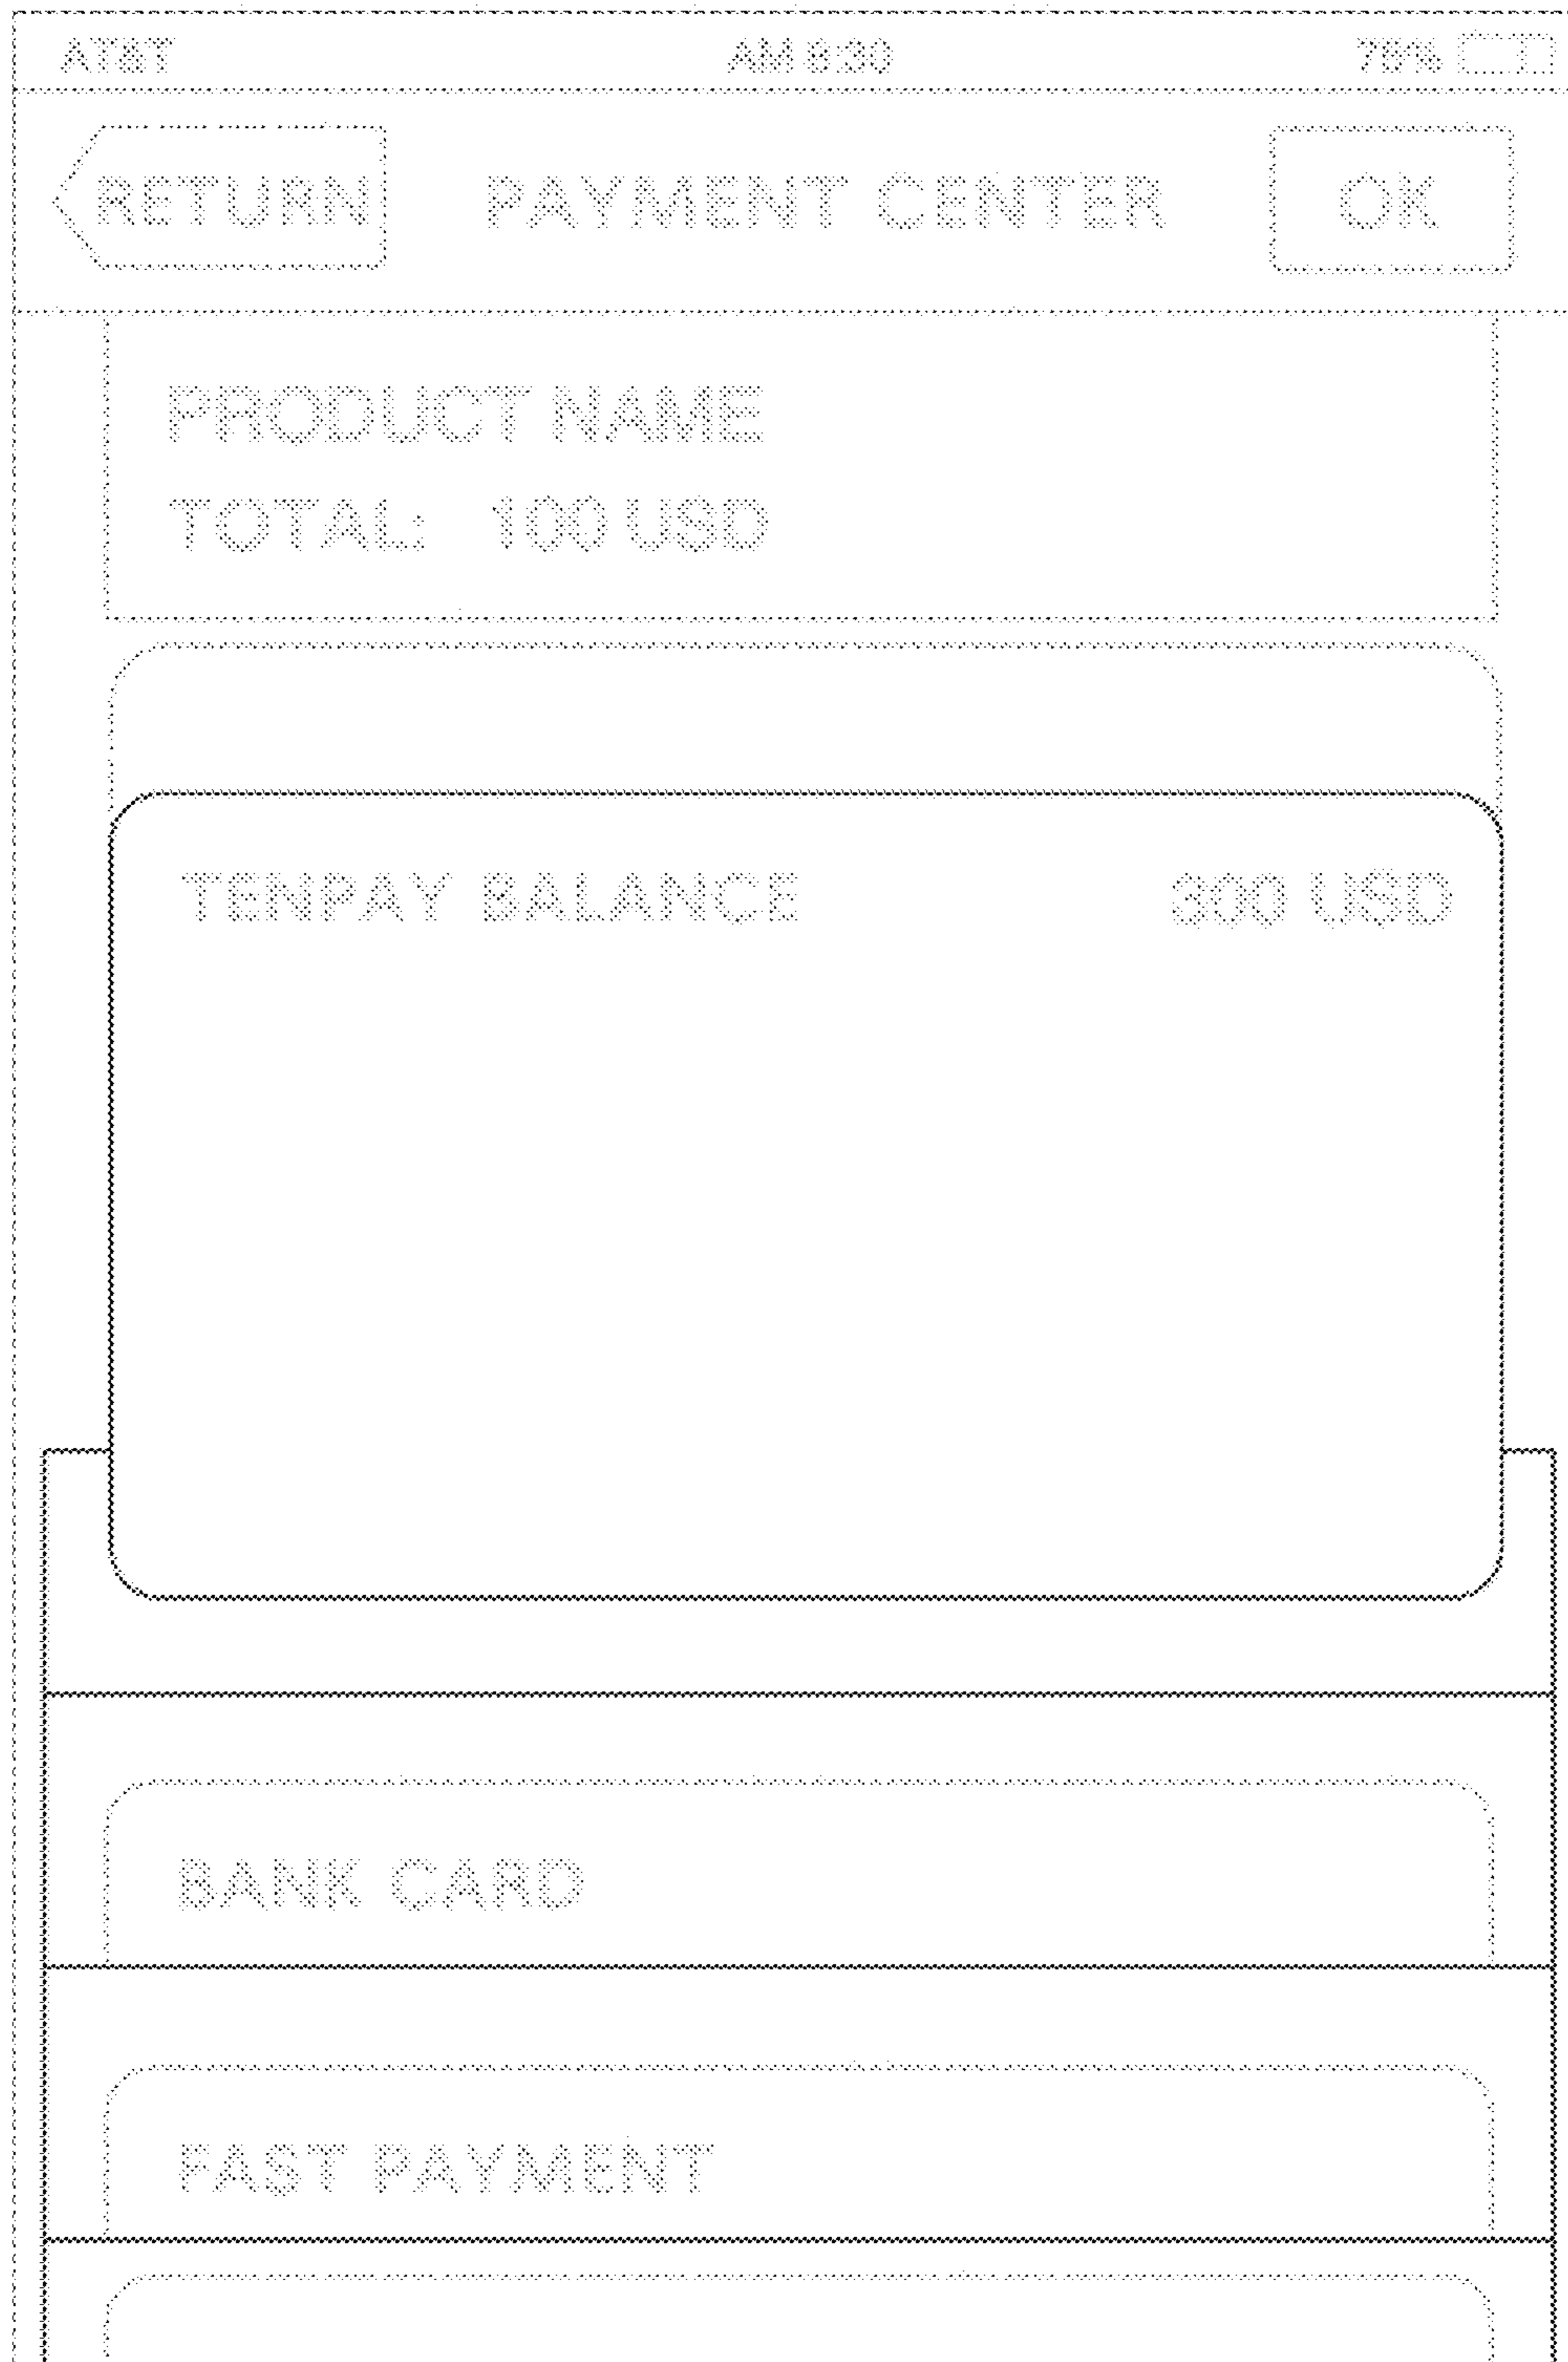 AT&T AM 8:30 78%
RETURN PAYMENT CENTER OK
PRODUCT NAME
TOTAL: 100 USD
TENPAY BALANCE 300 USD
BANK CARD
FAST PAYMENT